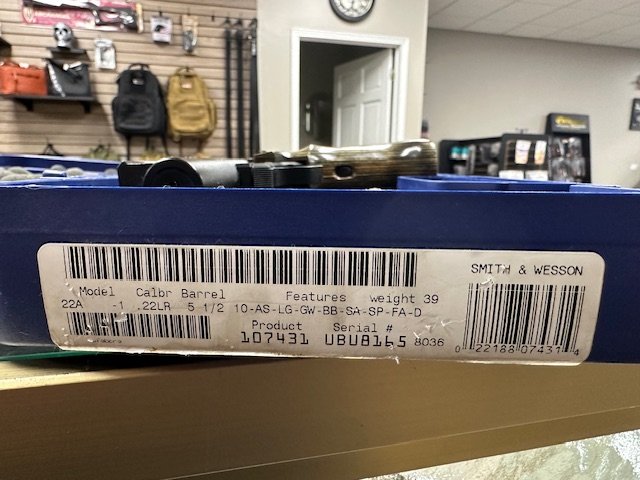 SMITH & WESSON
Model Calbr Barrel Features weight 39
22A -1 .22LR 5 1/2 10-AS-LG-GW-BB-SA-SP-FA-D
Product Serial #
107431 UBU8165 8036
0 22188 07431 4